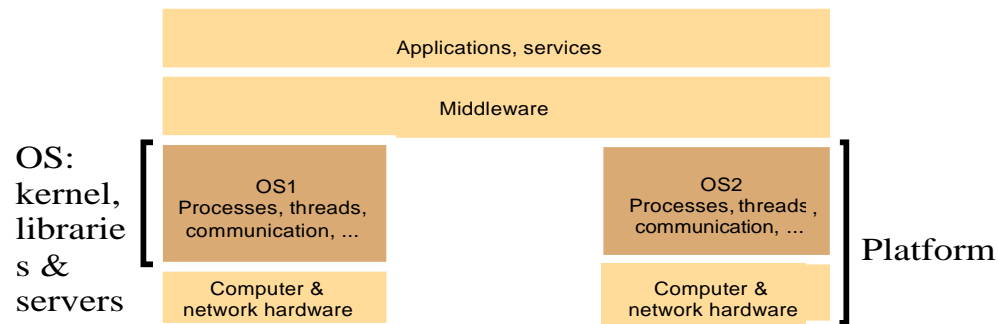 Applications, services
Middleware
OS:
kernel,
librarie
s &
servers
OS1
Processes, threads,
communication, ...
Computer &
network hardware
OS2
Processes, threads,
communication, ...
Computer &
network hardware
Platform